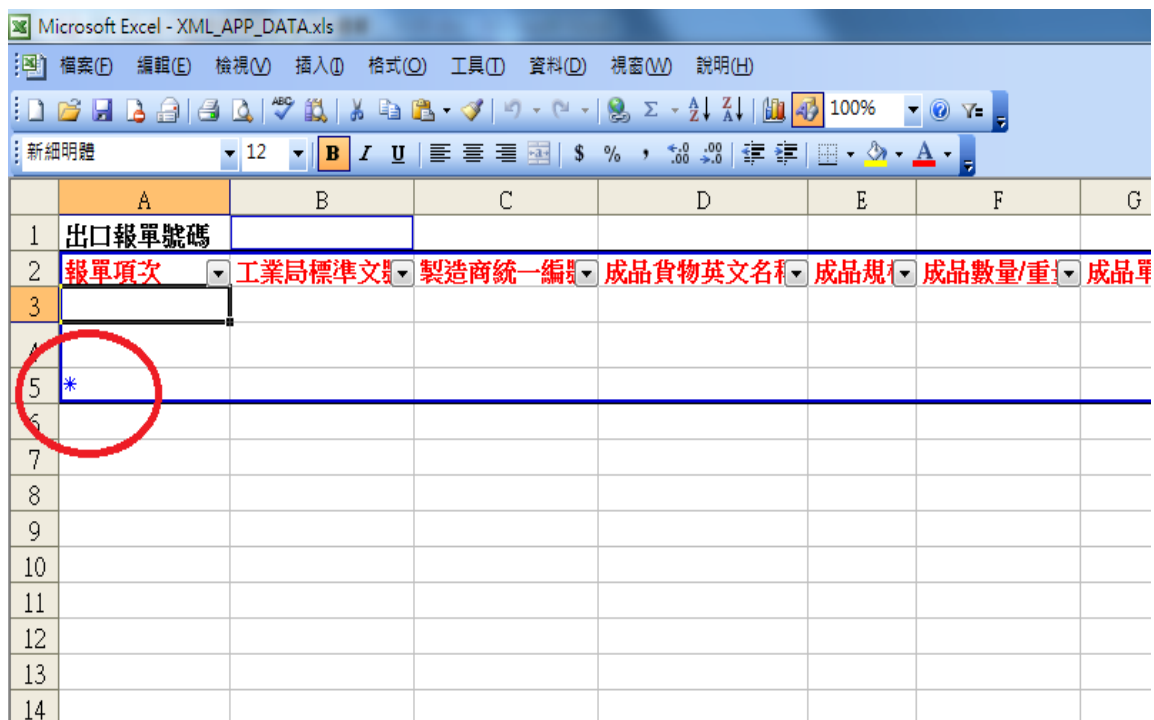 Microsoft Excel - XML_APP_DATA.xls
檔案(F) 編輯(E) 檢視(V) 插入(I) 格式(O) 工具(T) 資料(D) 視窗(W) 說明(H)
100%
新細明體 12 B I U $ % ,
A B C D E F G
1 出口報單號碼
2 報單項次 工業局標準文 製造商統一編 成品貨物英文名 成品規 成品數量/重 成品單
3
4
5 *
6
7
8
9
10
11
12
13
14